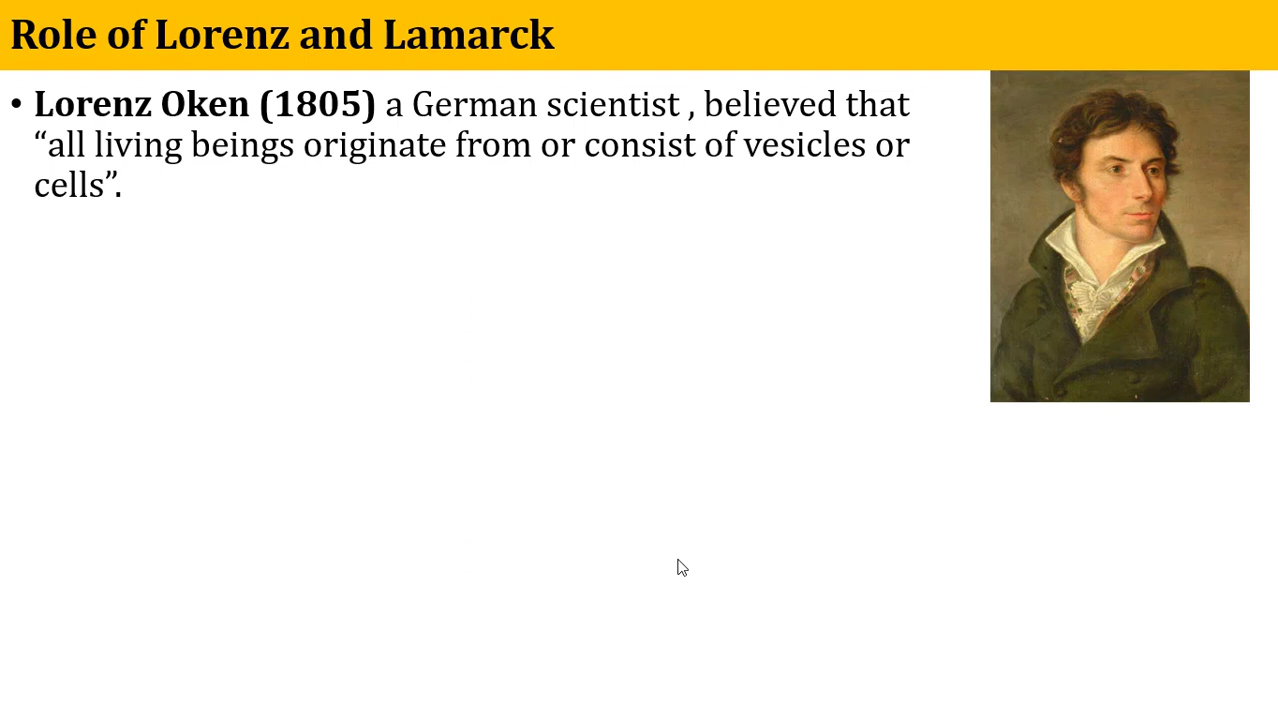 Role of Lorenz and Lamarck
• Lorenz Oken (1805) a German scientist , believed that
“all living beings originate from or consist of vesicles or
cells”.